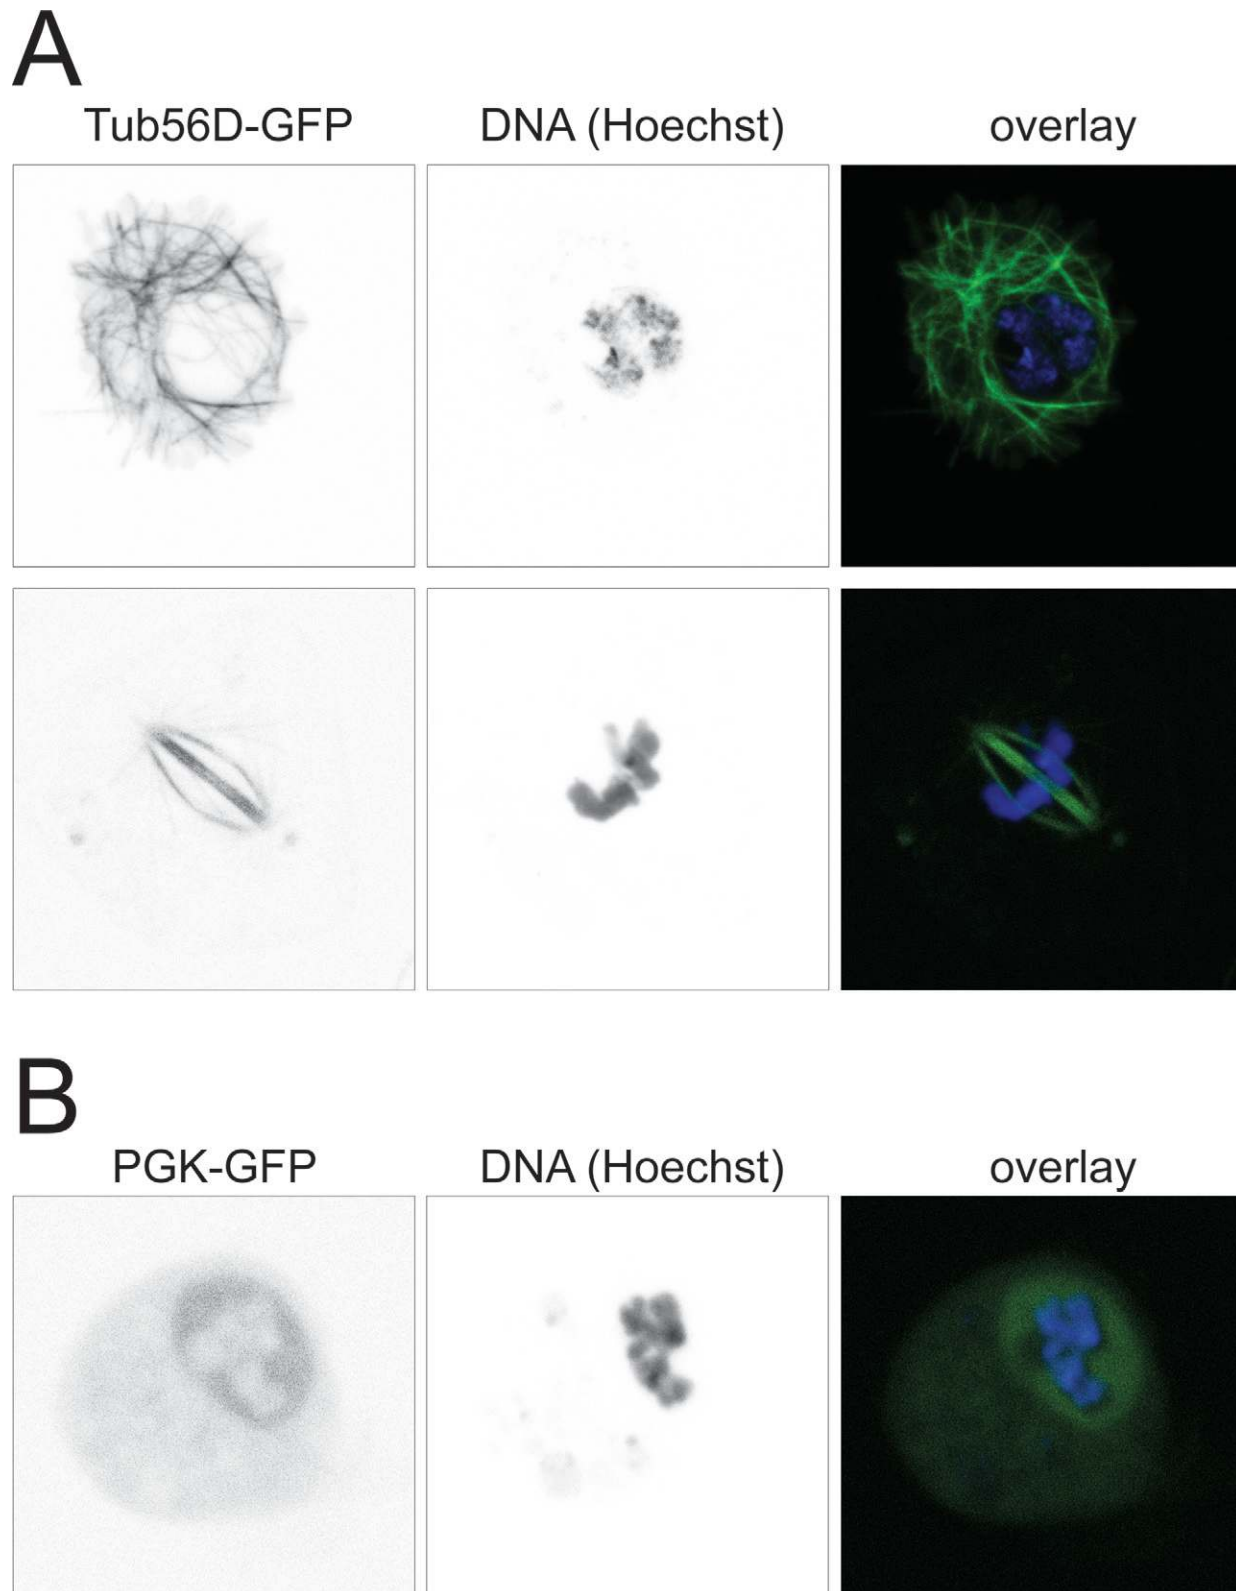 A
Tub56D-GFP DNA (Hoechst) overlay
B
PGK-GFP DNA (Hoechst) overlay